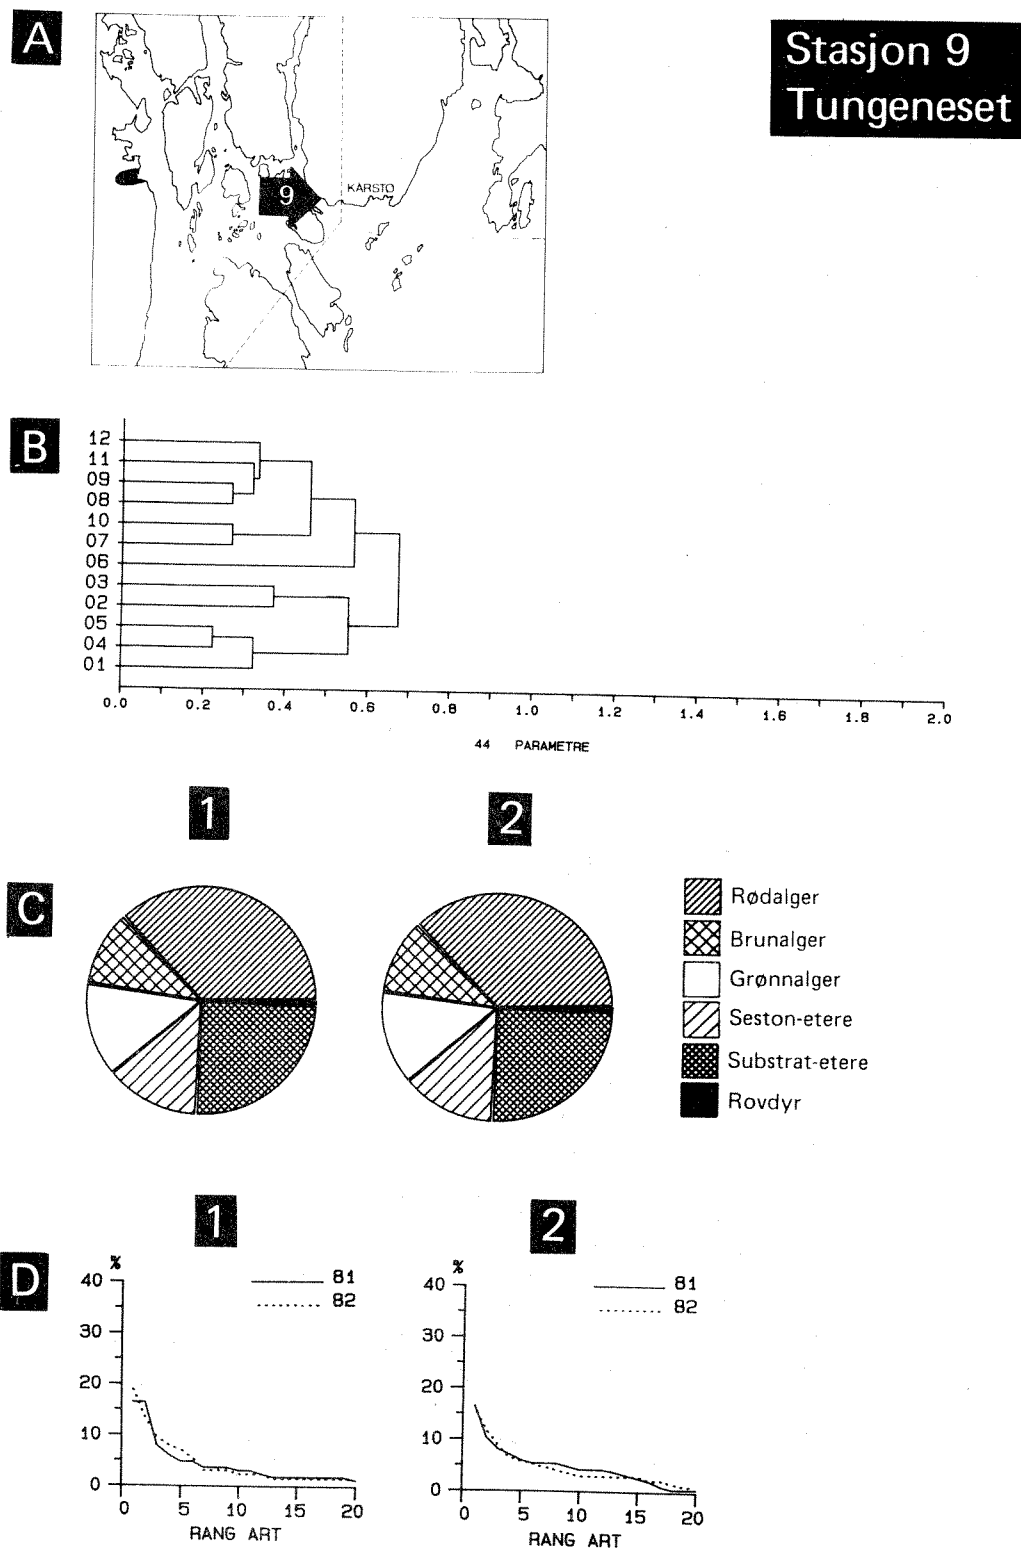 A
Stasjon 9
Tungeneset
9
KÅRSTØ
B
12
11
09
08
10
07
06
03
02
05
04
01
0.0 0.2 0.4 0.6 0.8 1.0 1.2 1.4 1.6 1.8 2.0
44 PARAMETRE
1 2
C
Rødalger
Brunalger
Grønnalger
Seston-etere
Substrat-etere
Rovdyr
1 2
D
%
40
30
20
10
0
81
82
0 5 10 15 20
RANG ART
%
40
30
20
10
0
81
82
0 5 10 15 20
RANG ART